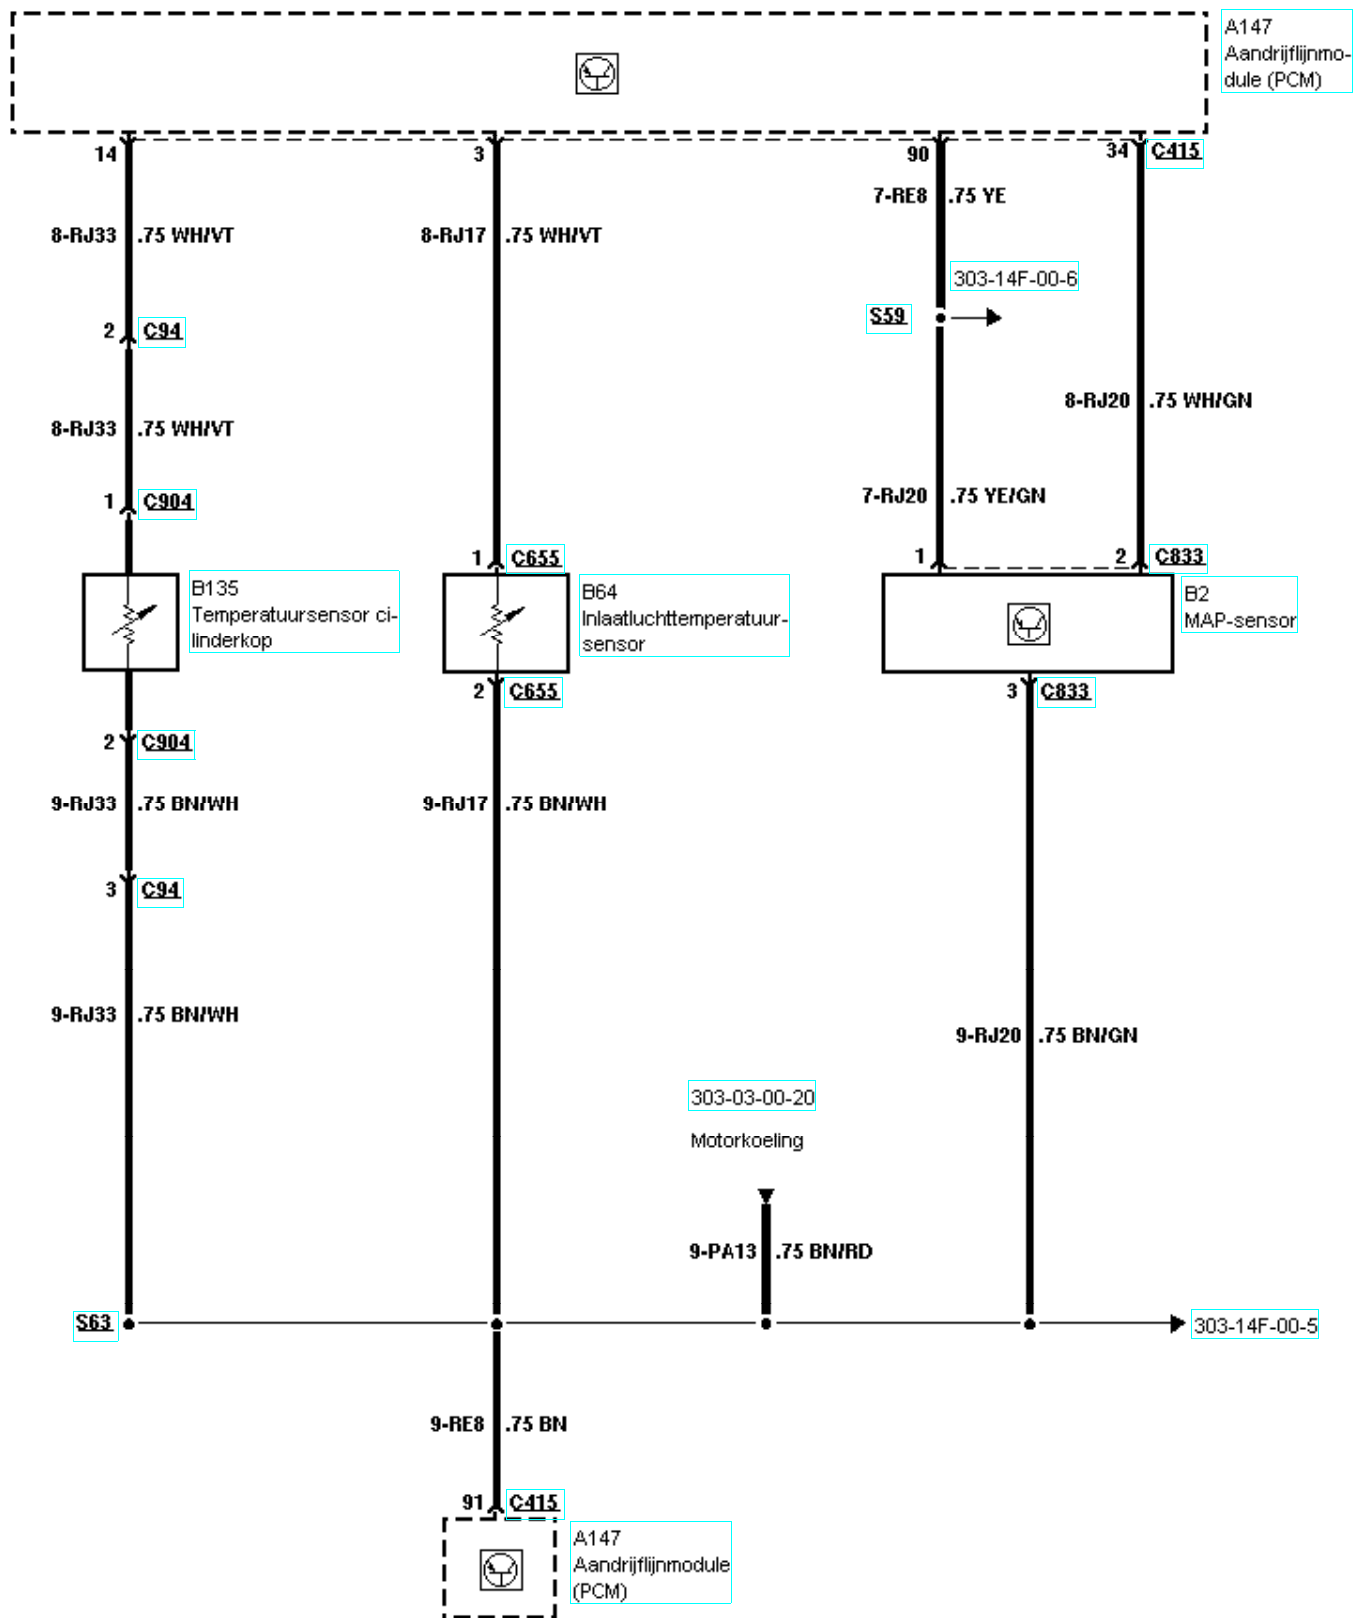 A147
Aandrijflijnmo-
dule (PCM)
14
3
90
34 C415
7-RE8 .75 YE
8-RJ33 .75 WH/VT
8-RJ17 .75 WH/VT
303-14F-00-6
S59
2 C94
8-RJ20 .75 WH/GN
8-RJ33 .75 WH/VT
7-RJ20 .75 YE/GN
1 C904
1 C655
1
2 C833
B135
Temperatuursensor ci-
linderkop
B64
Inlaatluchttemperatuur-
sensor
B2
MAP-sensor
2 C655
3 C833
2 C904
9-RJ33 .75 BN/WH
9-RJ17 .75 BN/WH
3 C94
9-RJ33 .75 BN/WH
9-RJ20 .75 BN/GN
303-03-00-20
Motorkoeling
9-PA13 .75 BN/RD
S63
303-14F-00-5
9-RE8 .75 BN
91 C415
A147
Aandrijflijnmodule
(PCM)